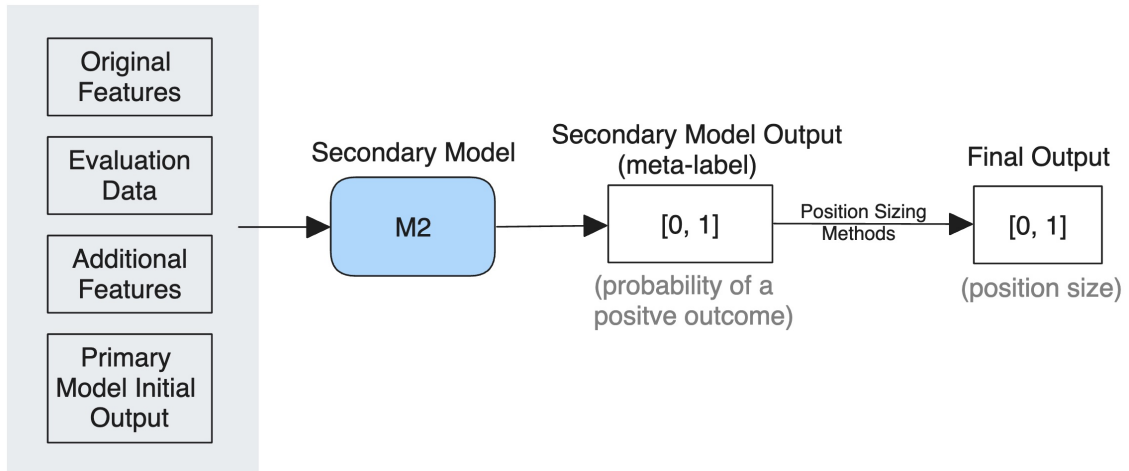 Original
Features
Evaluation
Data
Additional
Features
Primary
Model Initial
Output
Secondary Model
M2
Secondary Model Output
(meta-label)
[0, 1]
(probability of a
positve outcome)
Position Sizing
Methods
Final Output
[0, 1]
(position size)